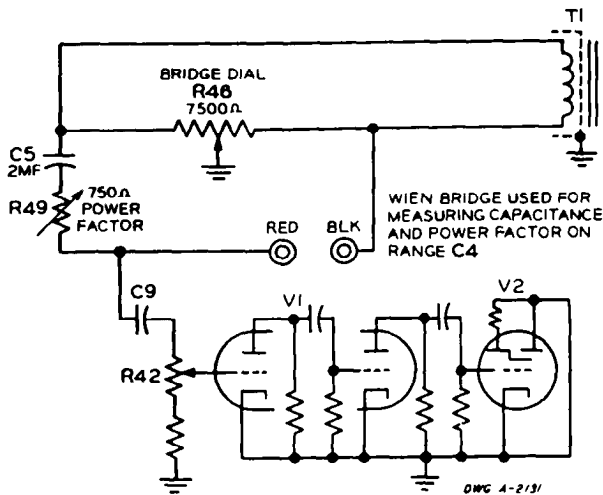 T1
BRIDGE DIAL
R46
7500Ω
C5
2MF
R49
750Ω
POWER
FACTOR
RED
BLK
WIEN BRIDGE USED FOR
MEASURING CAPACITANCE
AND POWER FACTOR ON
RANGE C4
C9
V1
V2
R42
DWG A-2131